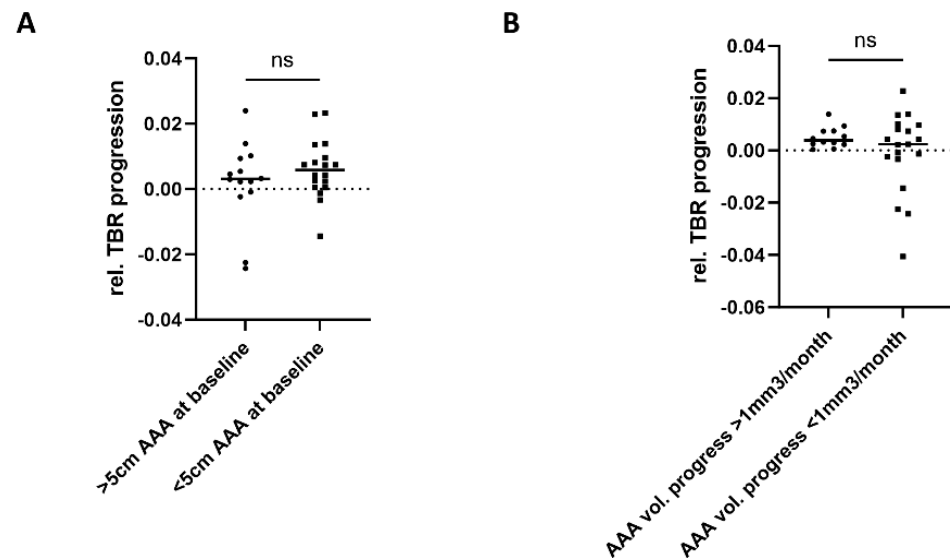 A
0.04
0.02
0.00
-0.02
-0.04
rel. TBR progression
ns
>5cm AAA at baseline
<5cm AAA at baseline
B
0.04
0.02
0.00
-0.02
-0.04
-0.06
rel. TBR progression
ns
AAA vol. progress >1mm3/month
AAA vol. progress <1mm3/month